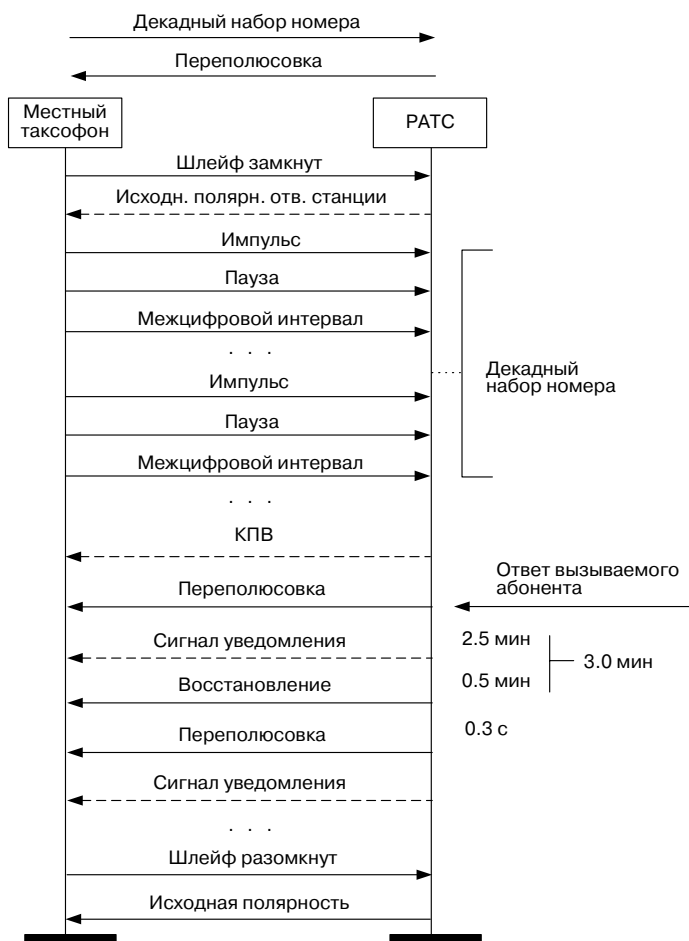 Декадный набор номера
Переполюсовка
Местный
таксофон
РАТС
Шлейф замкнут
Исходн. полярн. отв. станции
Импульс
Пауза
Межцифровой интервал
. . .
Декадный
набор номера
Импульс
Пауза
Межцифровой интервал
. . .
КПВ
Ответ вызываемого
абонента
Переполюсовка
Сигнал уведомления
2.5 мин
3.0 мин
Восстановление
0.5 мин
0.3 с
Переполюсовка
Сигнал уведомления
. . .
Шлейф разомкнут
Исходная полярность